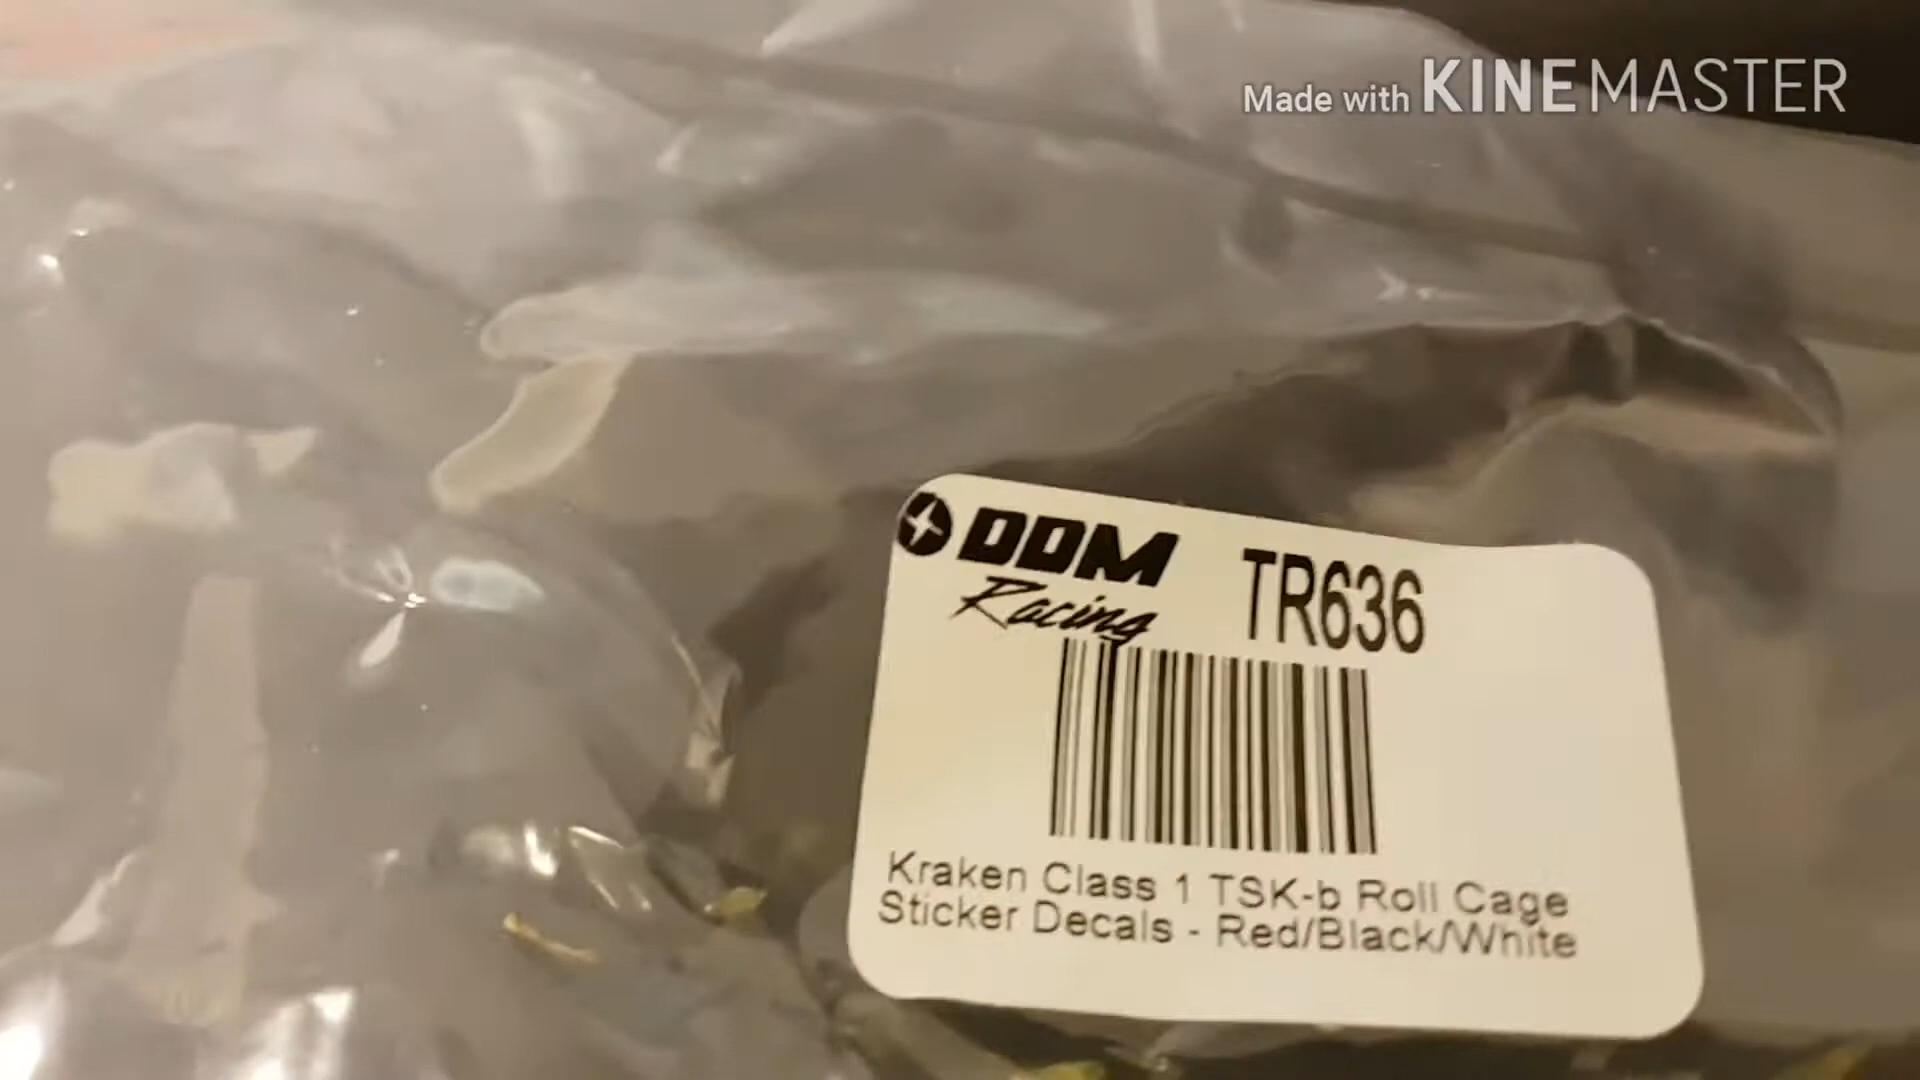 Made with KINEMASTER
DDM
Racing
TR636
Kraken Class 1 TSK-b Roll Cage
Sticker Decals - Red/Black/White